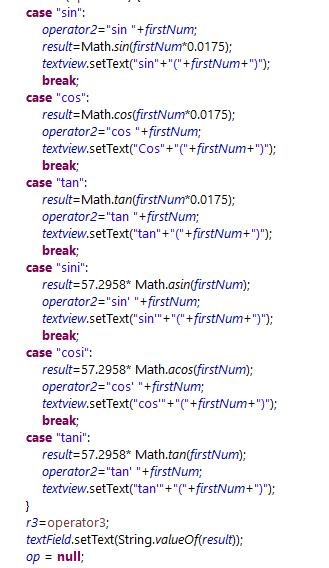 case "sin":
operator2="sin "+firstNum;
result=Math.sin(firstNum*0.0175);
textview.setText("sin"+"("+firstNum+")");
break;
case "cos":
result=Math.cos(firstNum*0.0175);
operator2="cos "+firstNum;
textview.setText("Cos"+"("+firstNum+")");
break;
case "tan":
result=Math.tan(firstNum*0.0175);
operator2="tan "+firstNum;
textview.setText("tan"+"("+firstNum+")");
break;
case "sini":
result=57.2958* Math.asin(firstNum);
operator2="sin' "+firstNum;
textview.setText("sin'"+"("+firstNum+")");
break;
case "cosi":
result=57.2958* Math.acos(firstNum);
operator2="cos' "+firstNum;
textview.setText("cos'"+"("+firstNum+")");
break;
case "tani":
result=57.2958* Math.tan(firstNum);
operator2="tan' "+firstNum;
textview.setText("tan'"+"("+firstNum+")");
}
r3=operator3;
textField.setText(String.valueOf(result));
op = null;